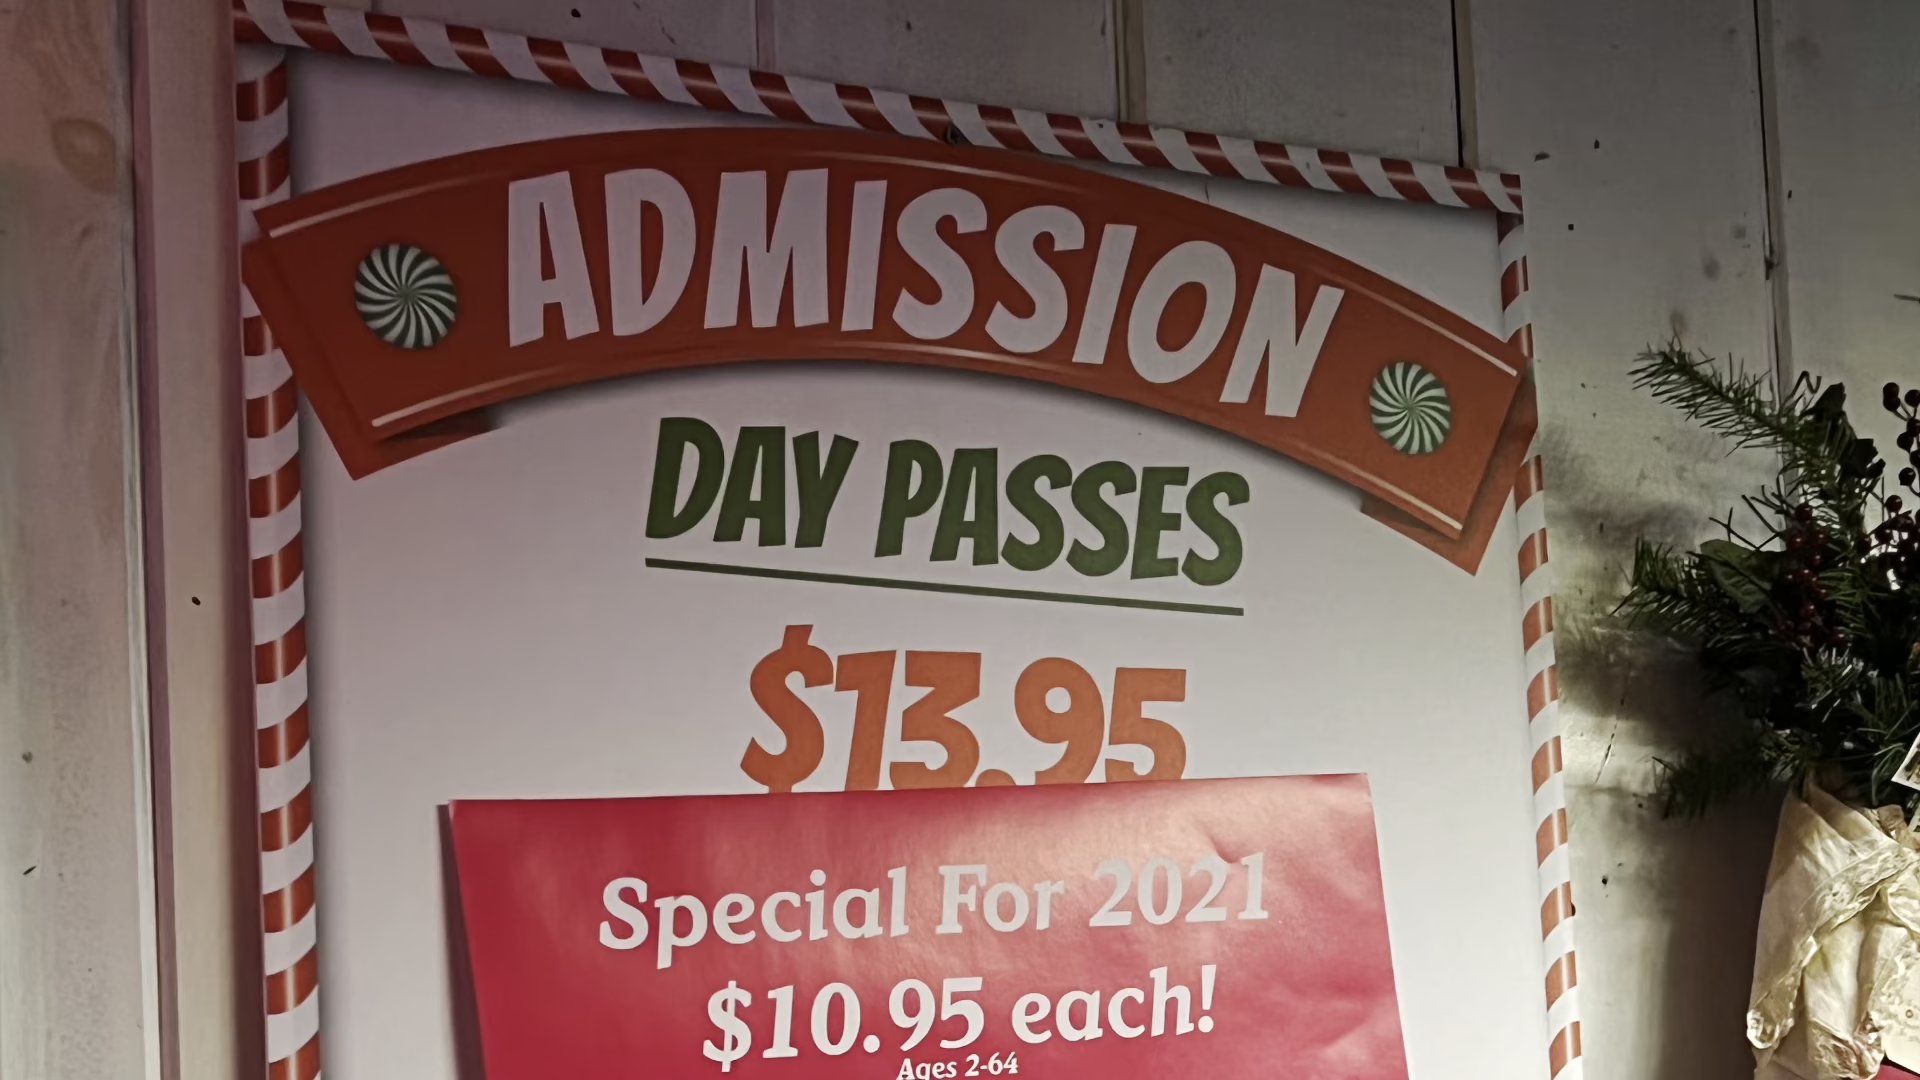 ADMISSION
DAY PASSES
$13.95
Special For 2021
$10.95 each!
Ages 2-64